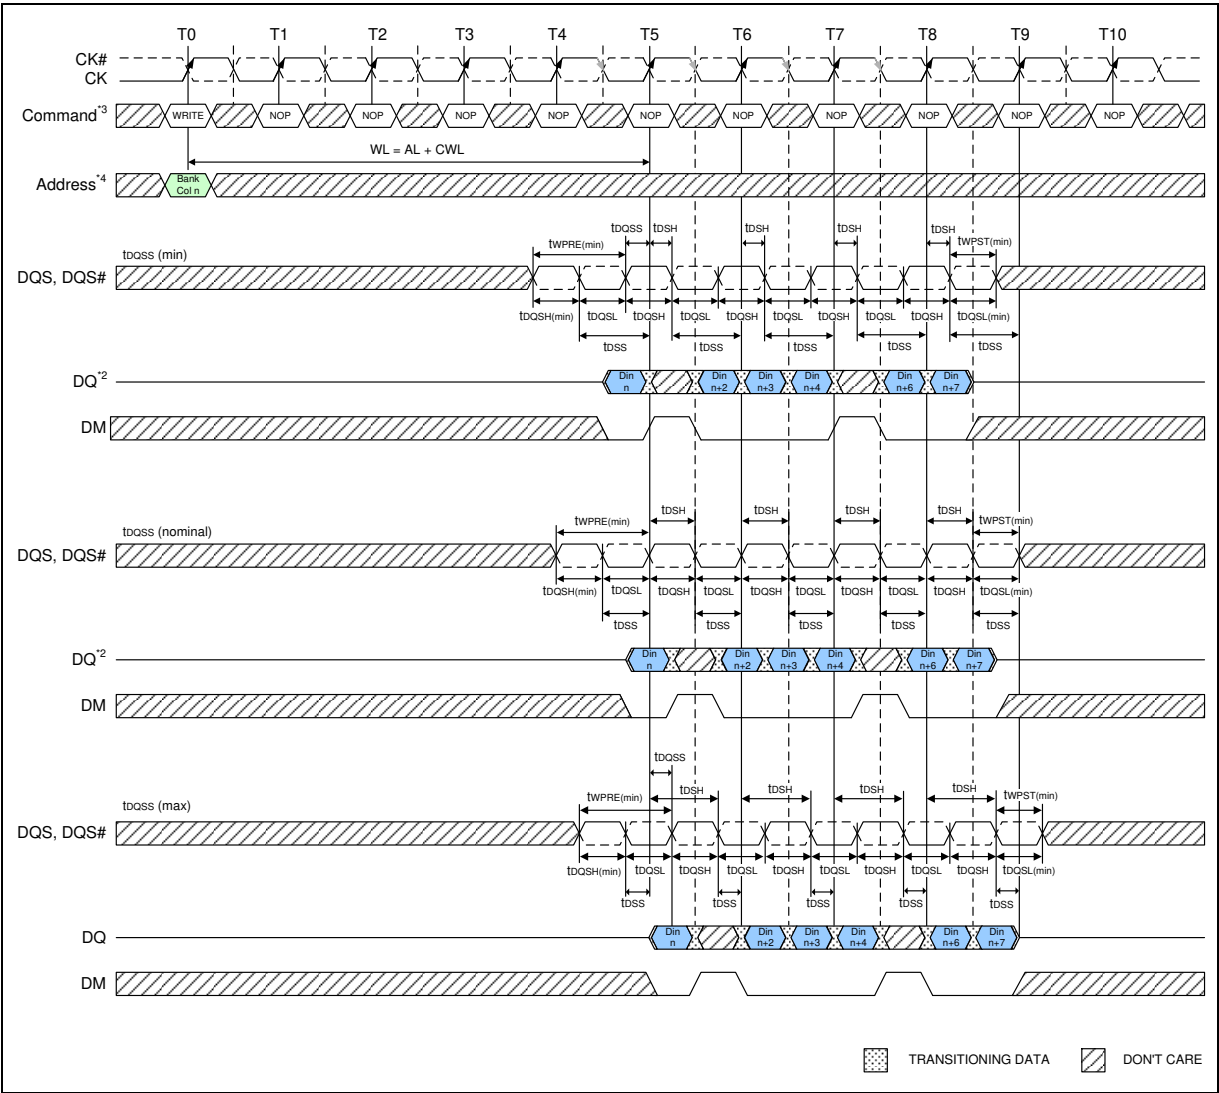 T0 T1 T2 T3 T4 T5 T6 T7 T8 T9 T10
CK#
CK
Command*3 WRITE NOP NOP NOP NOP NOP NOP NOP NOP NOP NOP
WL = AL + CWL
Address*4 Bank Col n
tDQSS (min) tWPRE(min) tDQSS tDSH tDSH tDSH tDSH tWPST(min)
DQS, DQS#
tDQSH(min) tDQSL tDQSH tDQSL tDQSH tDQSL tDQSH tDQSL tDQSH tDQSL(min)
tDSS tDSS tDSS tDSS tDSS
DQ*2 Din n Din n+2 Din n+3 Din n+4 Din n+6 Din n+7
DM
tDQSS (nominal) tWPRE(min) tDSH tDSH tDSH tDSH tWPST(min)
DQS, DQS#
tDQSH(min) tDQSL tDQSH tDQSL tDQSH tDQSL tDQSH tDQSL tDQSH tDQSL(min)
tDSS tDSS tDSS tDSS tDSS
DQ*2 Din n Din n+2 Din n+3 Din n+4 Din n+6 Din n+7
DM
tDQSS
tDQSS (max) tWPRE(min) tDSH tDSH tDSH tDSH tWPST(min)
DQS, DQS#
tDQSH(min) tDQSL tDQSH tDQSL tDQSH tDQSL tDQSH tDQSL tDQSH tDQSL(min)
tDSS tDSS tDSS tDSS tDSS
DQ Din n Din n+2 Din n+3 Din n+4 Din n+6 Din n+7
DM
TRANSITIONING DATA DON'T CARE